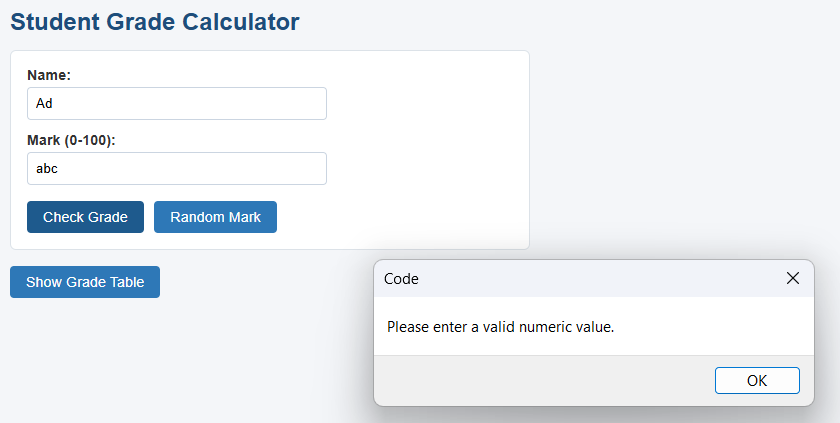 Student Grade Calculator
Name:
Ad
Mark (0-100):
abc
Check Grade Random Mark
Show Grade Table
Code
Please enter a valid numeric value.
OK